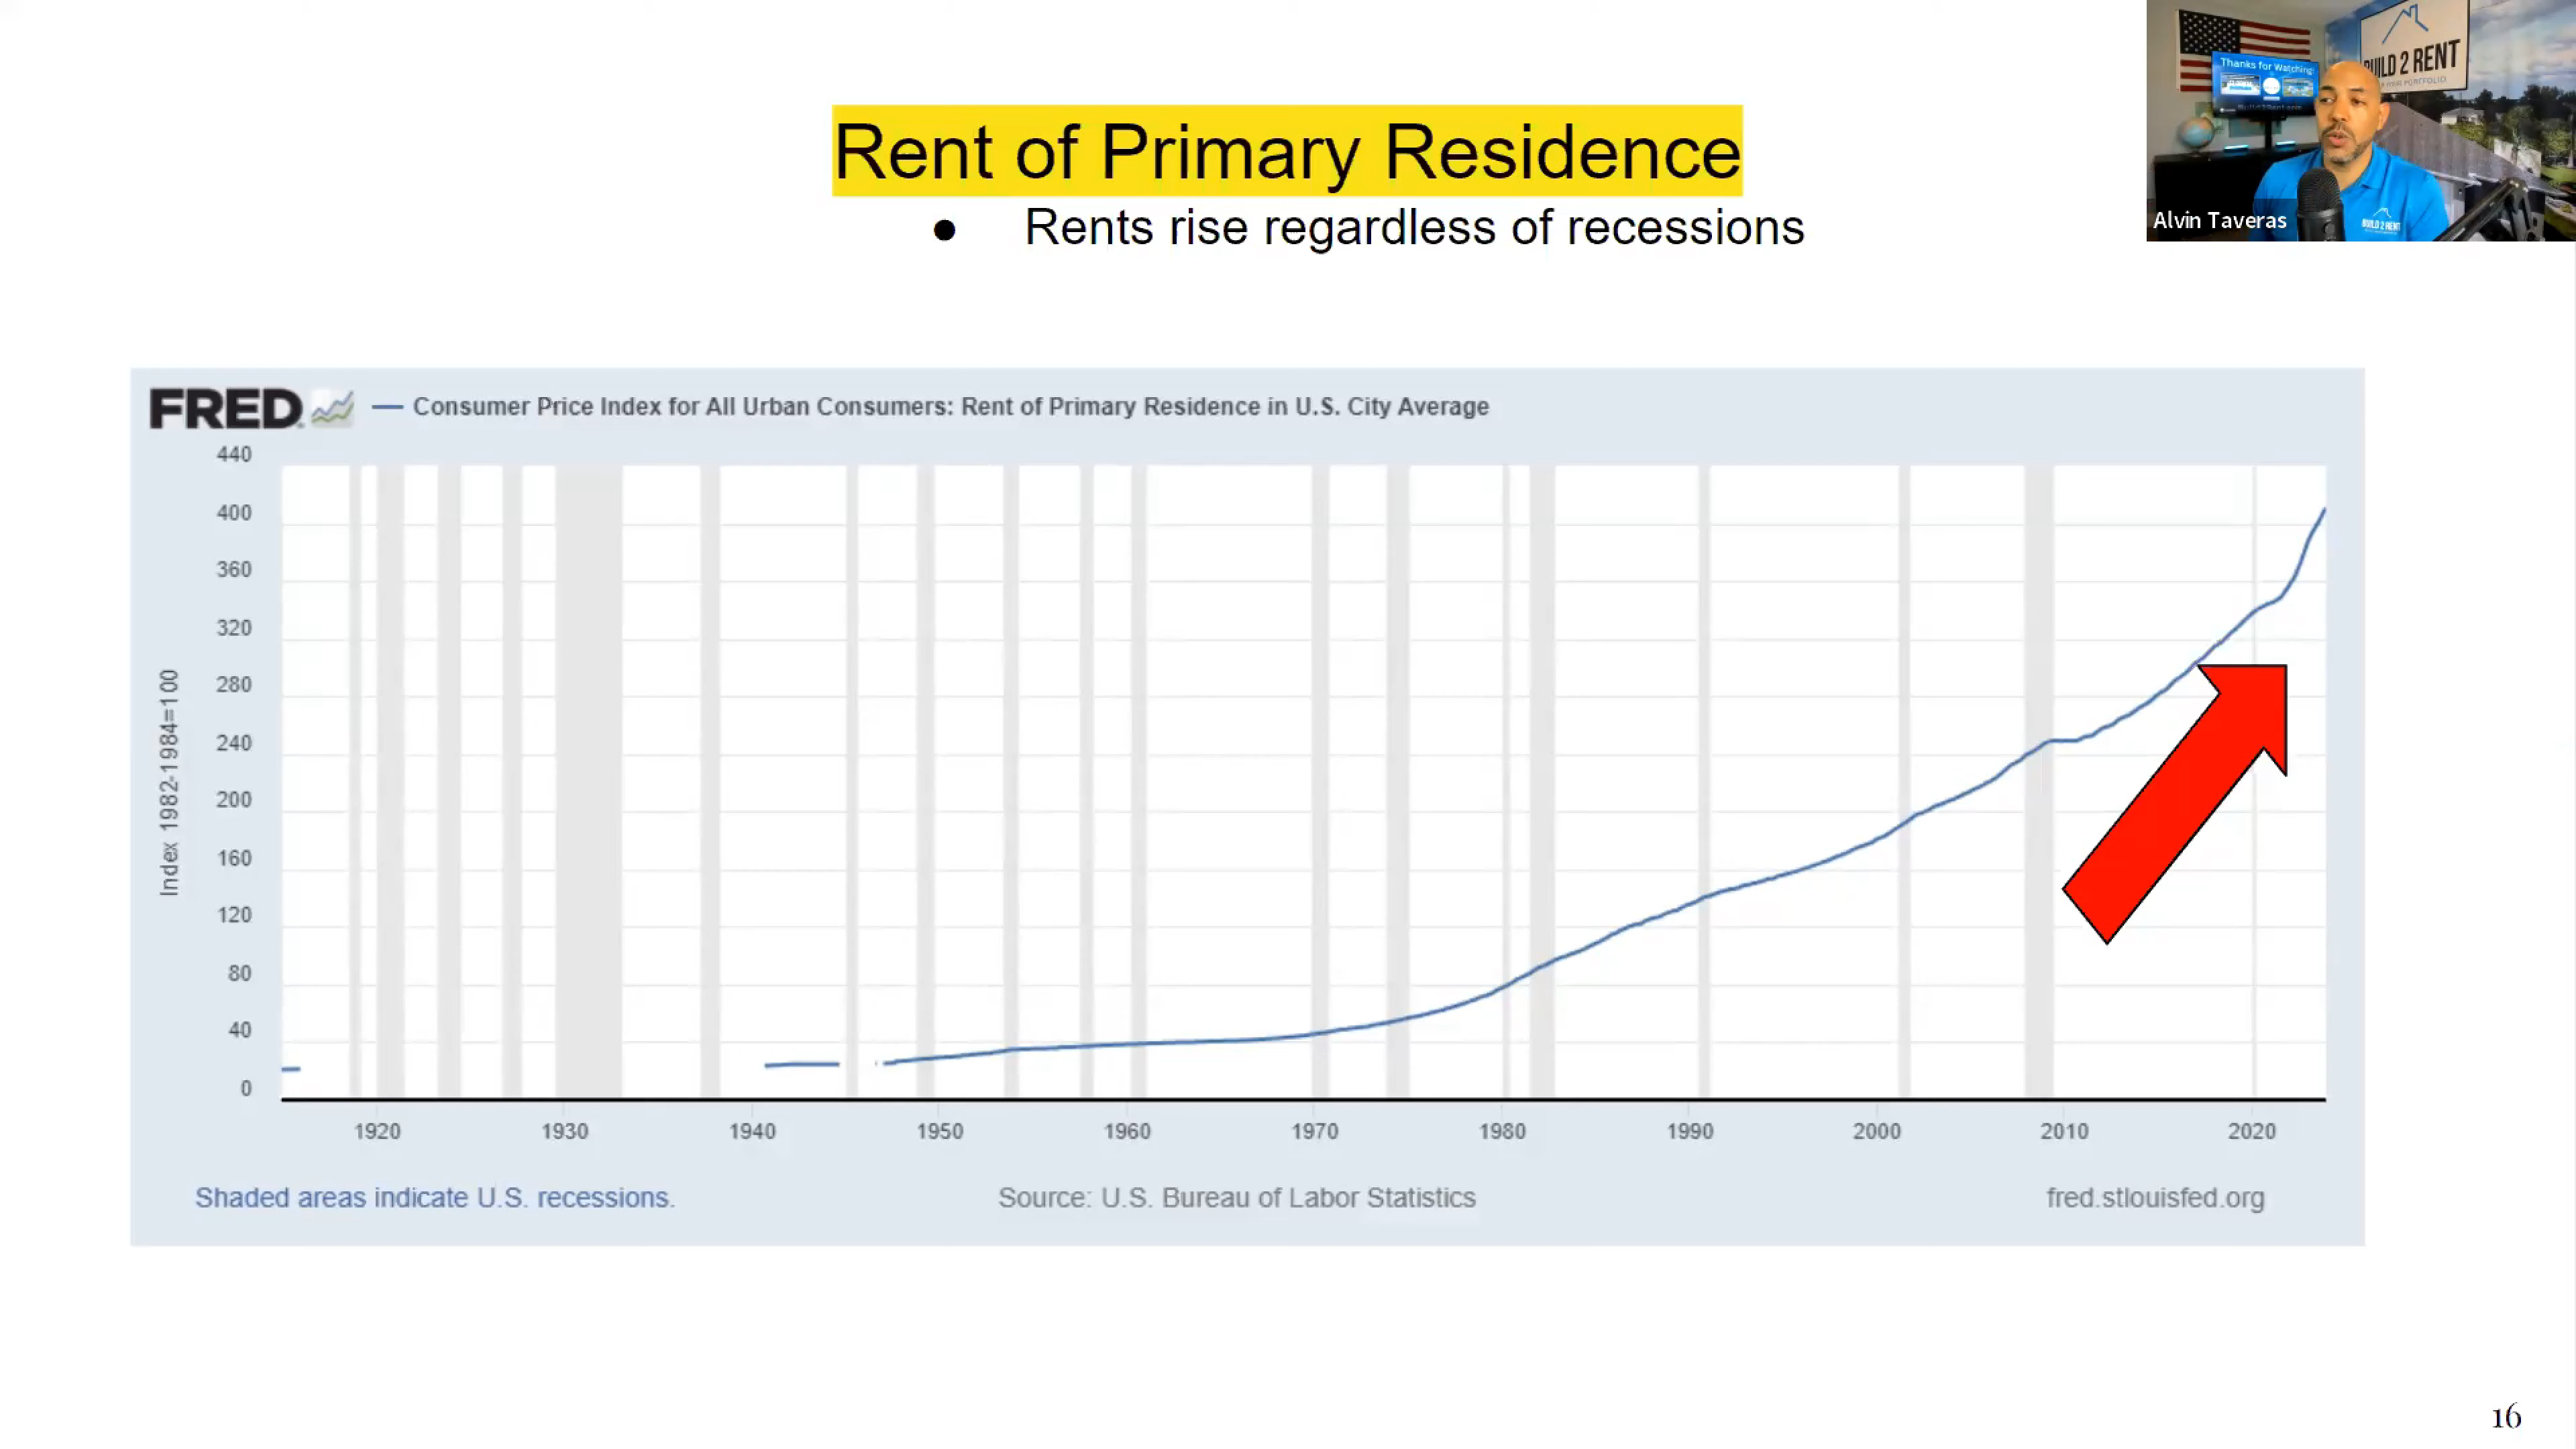 Rent of Primary Residence
● Rents rise regardless of recessions
Thanks for Watching!
BUILD 2 RENT
Alvin Taveras
BUILD 2 RENT
FRED
Consumer Price Index for All Urban Consumers: Rent of Primary Residence in U.S. City Average
Index 1982-1984=100
440
400
360
320
280
240
200
160
120
80
40
0
1920 1930 1940 1950 1960 1970 1980 1990 2000 2010 2020
Shaded areas indicate U.S. recessions.
Source: U.S. Bureau of Labor Statistics
fred.stlouisfed.org
16